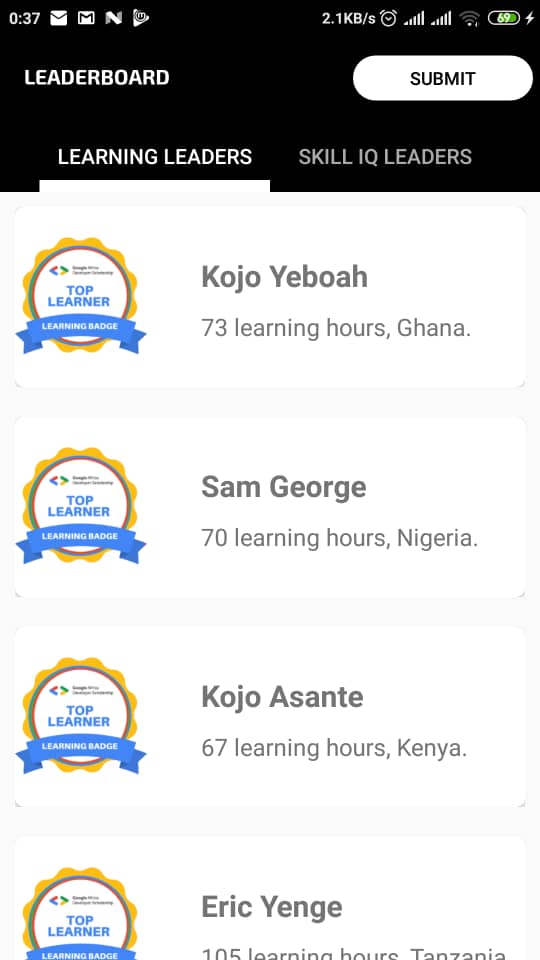 0:37 2.1KB/s 69
LEADERBOARD
SUBMIT
LEARNING LEADERS SKILL IQ LEADERS
Google Africa
Developer Scholarship
TOP
LEARNER
LEARNING BADGE
Kojo Yeboah
73 learning hours, Ghana.
Google Africa
Developer Scholarship
TOP
LEARNER
LEARNING BADGE
Sam George
70 learning hours, Nigeria.
Google Africa
Developer Scholarship
TOP
LEARNER
LEARNING BADGE
Kojo Asante
67 learning hours, Kenya.
Google Africa
Developer Scholarship
TOP
LEARNER
LEARNING BADGE
Eric Yenge
105 learning hours, Tanzania